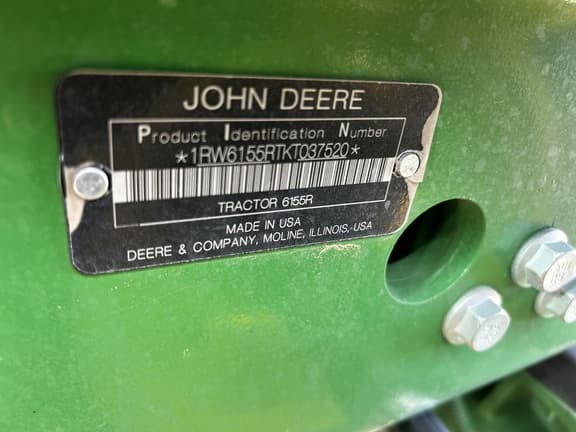 JOHN DEERE
Product Identification Number
*1RW6155RTKT037520*
TRACTOR 6155R
MADE IN USA
DEERE & COMPANY, MOLINE, ILLINOIS, USA